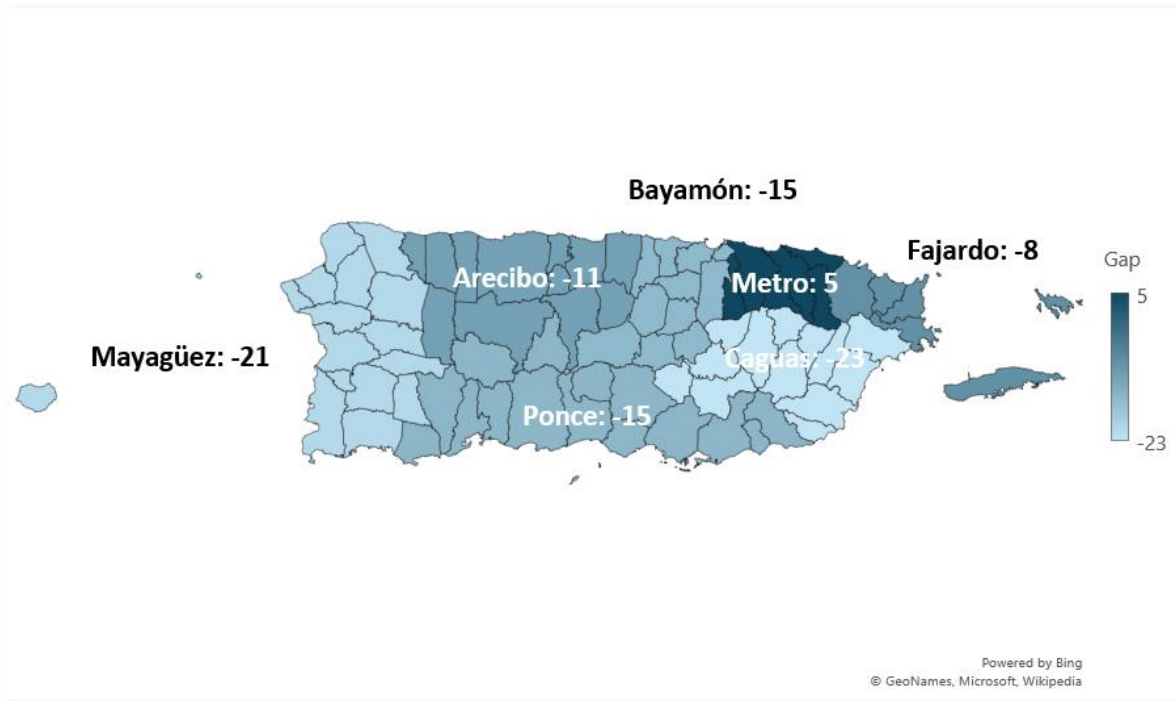 Bayamón: -15
Fajardo: -8
Gap
Arecibo: -11
Metro: 5
5
Mayagüez: -21
Caguas: -23
Ponce: -15
-23
Powered by Bing
© GeoNames, Microsoft, Wikipedia